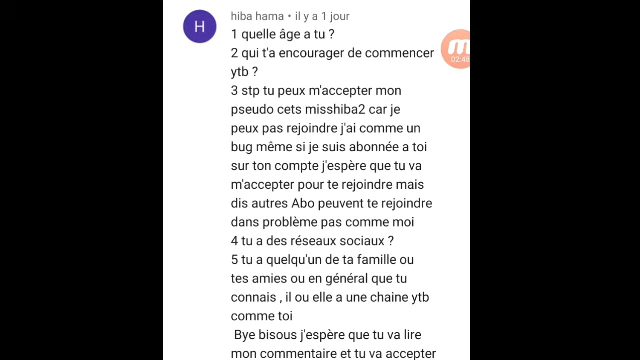 hiba hama • il y a 1 jour
H
1 quelle âge a tu ?
2 qui t'a encourager de commencer
ytb ?
3 stp tu peux m'accepter mon
pseudo cets misshiba2 car je
peux pas rejoindre j'ai comme un
bug même si je suis abonnée a toi
sur ton compte j'espère que tu va
m'accepter pour te rejoindre mais
dis autres Abo peuvent te rejoindre
dans problème pas comme moi
4 tu a des réseaux sociaux ?
5 tu a quelqu'un de ta famille ou
tes amies ou en général que tu
connais , il ou elle a une chaine ytb
comme toi
Bye bisous j'espère que tu va lire
mon commentaire et tu va accepter